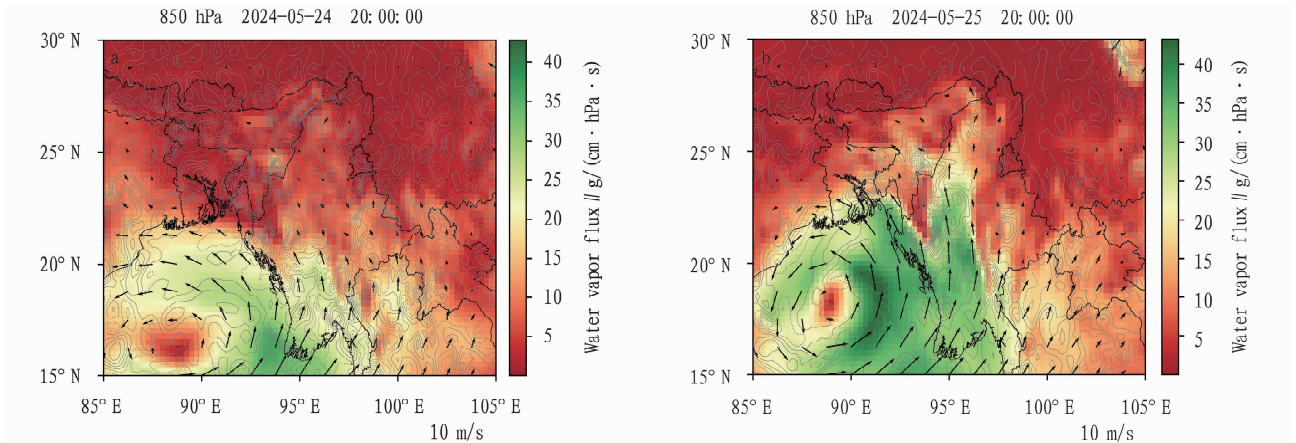 850 hPa 2024-05-24 20:00:00
a
30° N
25° N
20° N
15° N
85° E
90° E
95° E
100° E
105° E
10 m/s
40
35
30
25
20
15
10
5
Water vapor flux∥g/(cm·hPa·s)
850 hPa 2024-05-25 20:00:00
b
30° N
25° N
20° N
15° N
85° E
90° E
95° E
100° E
105° E
10 m/s
40
35
30
25
20
15
10
5
Water vapor flux∥g/(cm·hPa·s)